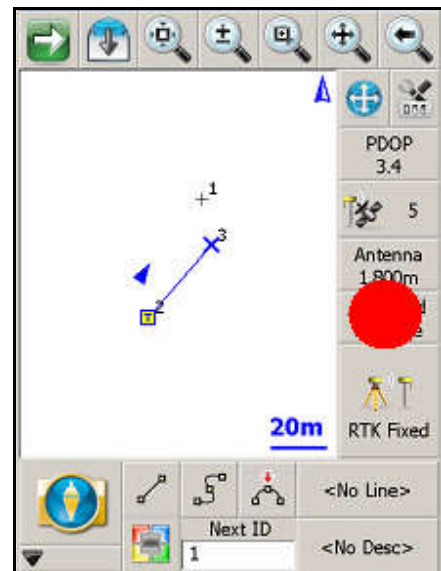 PDOP
3.4
1
5
3
Antenna
1.800m
2
20m
RTK Fixed
<No Line>
Next ID
1
<No Desc>